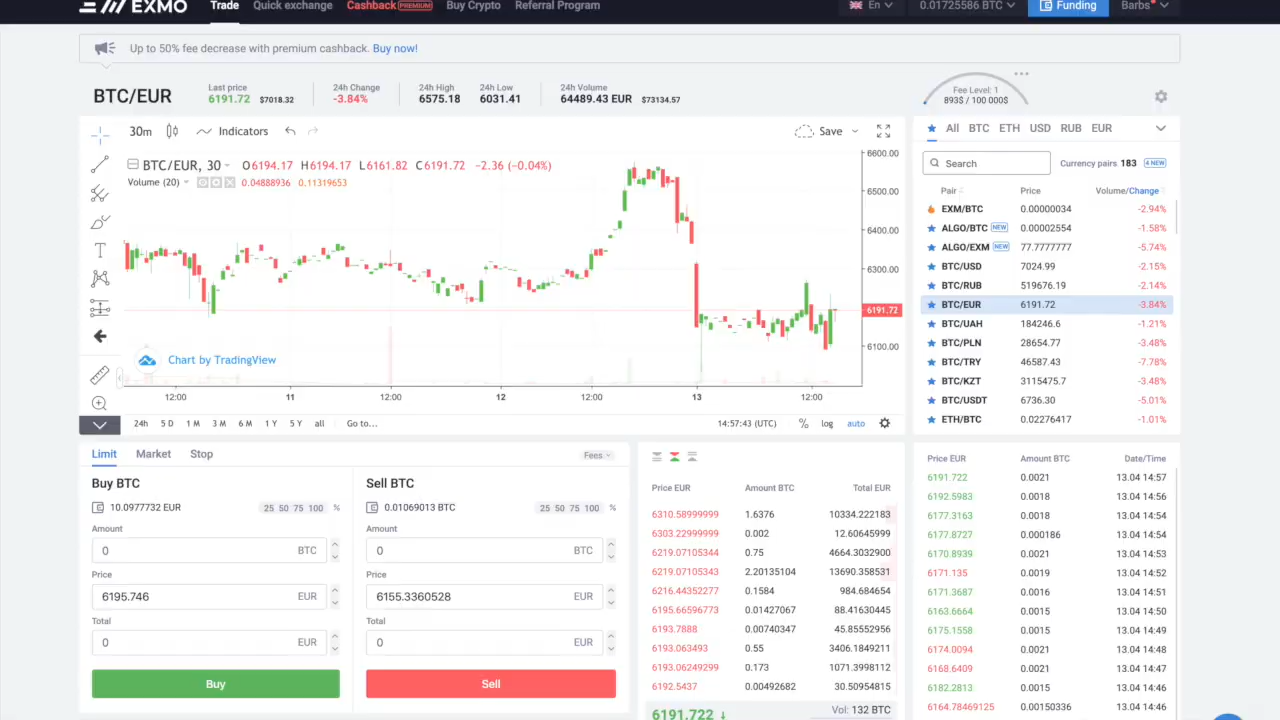 EXMO Trade Quick exchange Cashback PREMIUM Buy Crypto Referral Program En 0.01725586 BTC Funding Barbs
Up to 50% fee decrease with premium cashback. Buy now!
BTC/EUR
Last price
6191.72 $7018.32
24h Change
-3.84%
24h High
6575.18
24h Low
6031.41
24h Volume
64489.43 EUR $73134.57
Fee Level: 1
893$ / 100 000$
30m Indicators Save
BTC/EUR, 30 O6194.17 H6194.17 L6161.82 C6191.72 -2.36 (-0.04%)
Volume (20) 0.04888936 0.11319653
6600.00
6500.00
6400.00
6300.00
6191.72
6100.00
Chart by TradingView
12:00 11 12:00 12 12:00 13 12:00
24h 5 D 1 M 3 M 6 M 1 Y 5 Y all Go to... 14:57:43 (UTC) % log auto
All BTC ETH USD RUB EUR
Search Currency pairs 183 4 NEW
Pair Price Volume/Change
EXM/BTC 0.00000034 -2.94%
ALGO/BTC NEW 0.00002554 -1.58%
ALGO/EXM NEW 77.7777777 -5.74%
BTC/USD 7024.99 -2.15%
BTC/RUB 519676.19 -2.14%
BTC/EUR 6191.72 -3.84%
BTC/UAH 184246.6 -1.21%
BTC/PLN 28654.77 -3.48%
BTC/TRY 46587.43 -7.78%
BTC/KZT 3115475.7 -3.48%
BTC/USDT 6736.30 -5.01%
ETH/BTC 0.02276417 -1.01%
Limit Market Stop Fees
Buy BTC
10.0977732 EUR 25 50 75 100 %
Amount
0 BTC
Price
6195.746 EUR
Total
0 EUR
Buy
Sell BTC
0.01069013 BTC 25 50 75 100 %
Amount
0 BTC
Price
6155.3360528 EUR
Total
0 EUR
Sell
Price EUR Amount BTC Total EUR
6310.58999999 1.6376 10334.222183
6303.22999999 0.002 12.60645999
6219.07105344 0.75 4664.3032900
6219.07105343 2.20135104 13690.358531
6216.44352277 0.1584 984.684654
6195.66596773 0.01427067 88.41630445
6193.7888 0.00740347 45.85552956
6193.063493 0.55 3406.1849211
6193.06249299 0.173 1071.3998112
6192.5437 0.00492682 30.50954815
6191.722 ↓ Vol: 132 BTC
Price EUR Amount BTC Date/Time
6191.722 0.0021 13.04 14:57
6192.5983 0.0018 13.04 14:56
6177.3163 0.0018 13.04 14:54
6177.8727 0.000186 13.04 14:54
6170.8939 0.0021 13.04 14:53
6171.135 0.0019 13.04 14:52
6171.3687 0.0016 13.04 14:51
6163.6664 0.0015 13.04 14:50
6175.1558 0.0015 13.04 14:49
6174.0094 0.0021 13.04 14:48
6168.6409 0.0021 13.04 14:47
6182.2813 0.0015 13.04 14:46
6164.78469125 0.00150336 13.04 14:46